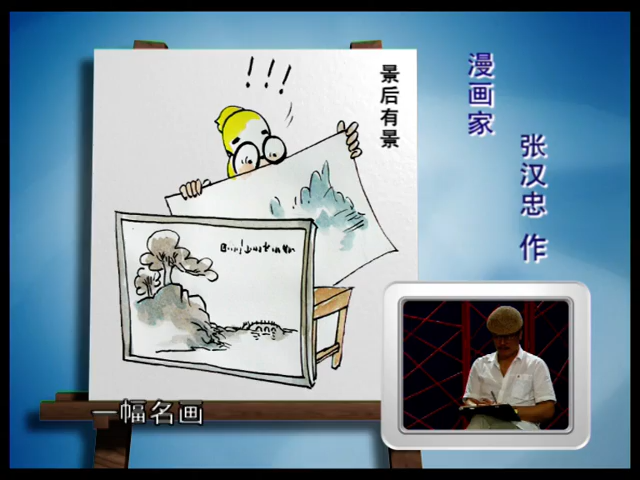 景后有景
漫画家
张汉忠 作
一幅名画